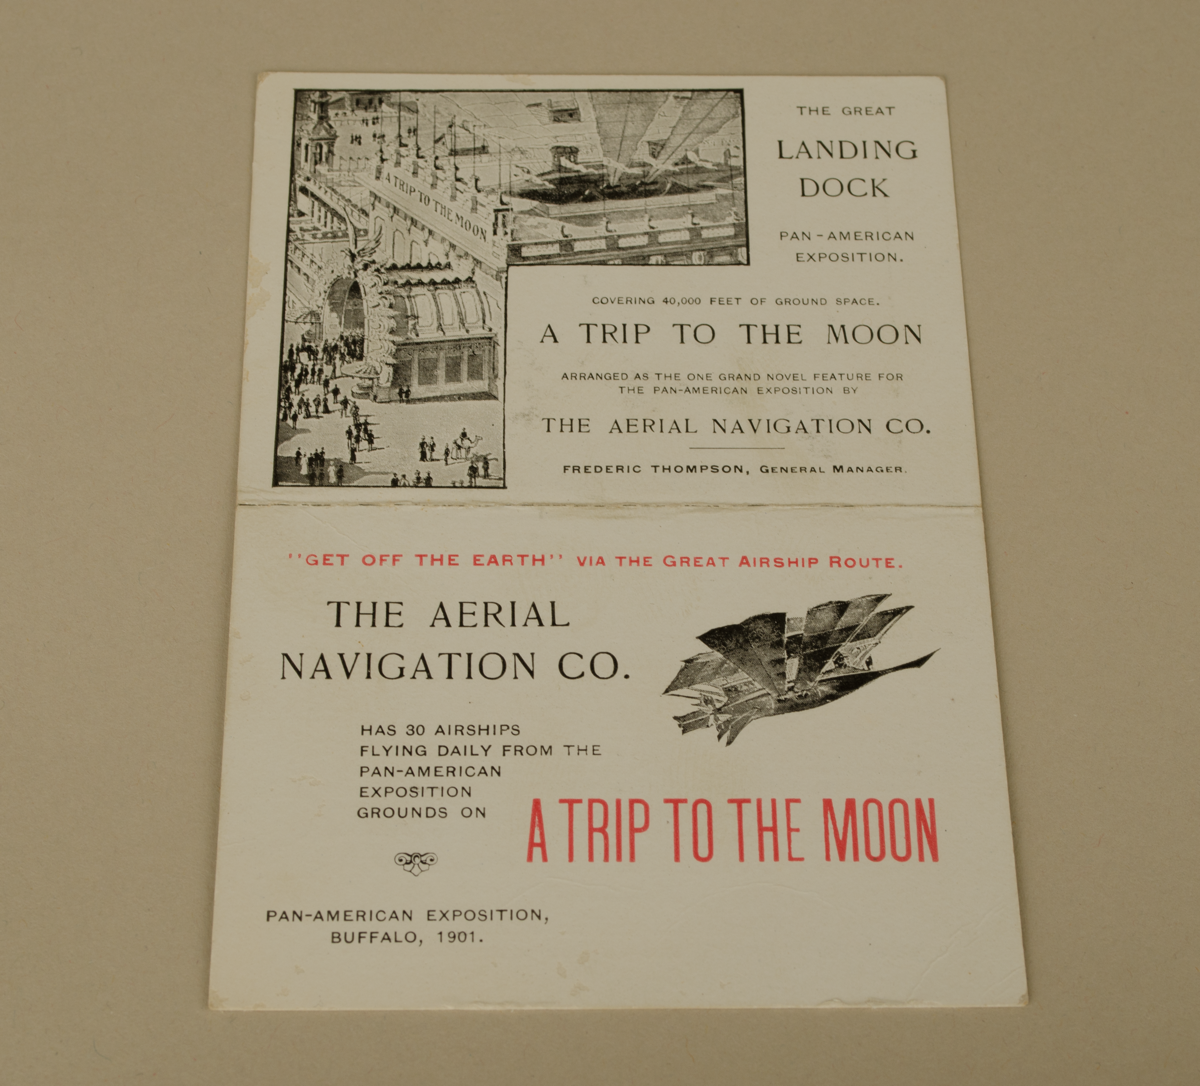 A TRIP TO THE MOON
THE GREAT
LANDING
DOCK
PAN-AMERICAN
EXPOSITION.
COVERING 40,000 FEET OF GROUND SPACE.
A TRIP TO THE MOON
ARRANGED AS THE ONE GRAND NOVEL FEATURE FOR
THE PAN-AMERICAN EXPOSITION BY
THE AERIAL NAVIGATION CO.
FREDERIC THOMPSON, GENERAL MANAGER.
"GET OFF THE EARTH" VIA THE GREAT AIRSHIP ROUTE.
THE AERIAL
NAVIGATION CO.
HAS 30 AIRSHIPS
FLYING DAILY FROM THE
PAN-AMERICAN
EXPOSITION
GROUNDS ON
A TRIP TO THE MOON
PAN-AMERICAN EXPOSITION,
BUFFALO, 1901.